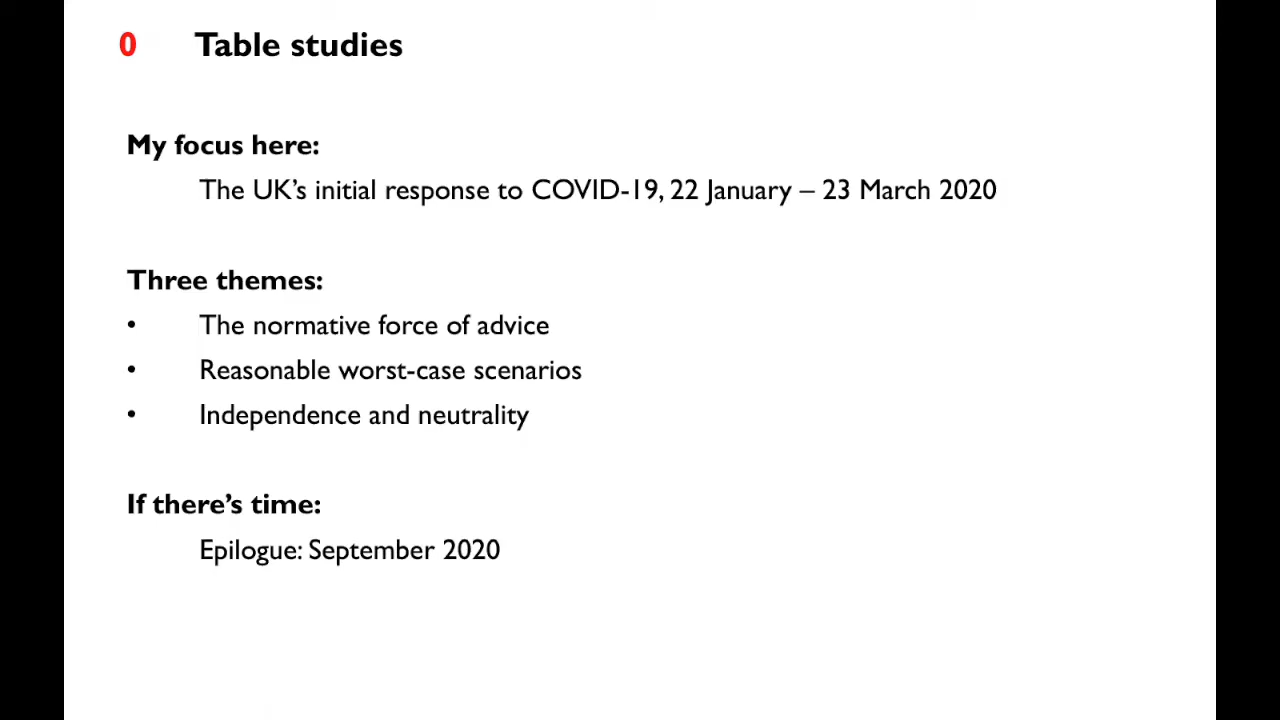 0 Table studies
My focus here:
The UK’s initial response to COVID-19, 22 January – 23 March 2020
Three themes:
• The normative force of advice
• Reasonable worst-case scenarios
• Independence and neutrality
If there’s time:
Epilogue: September 2020